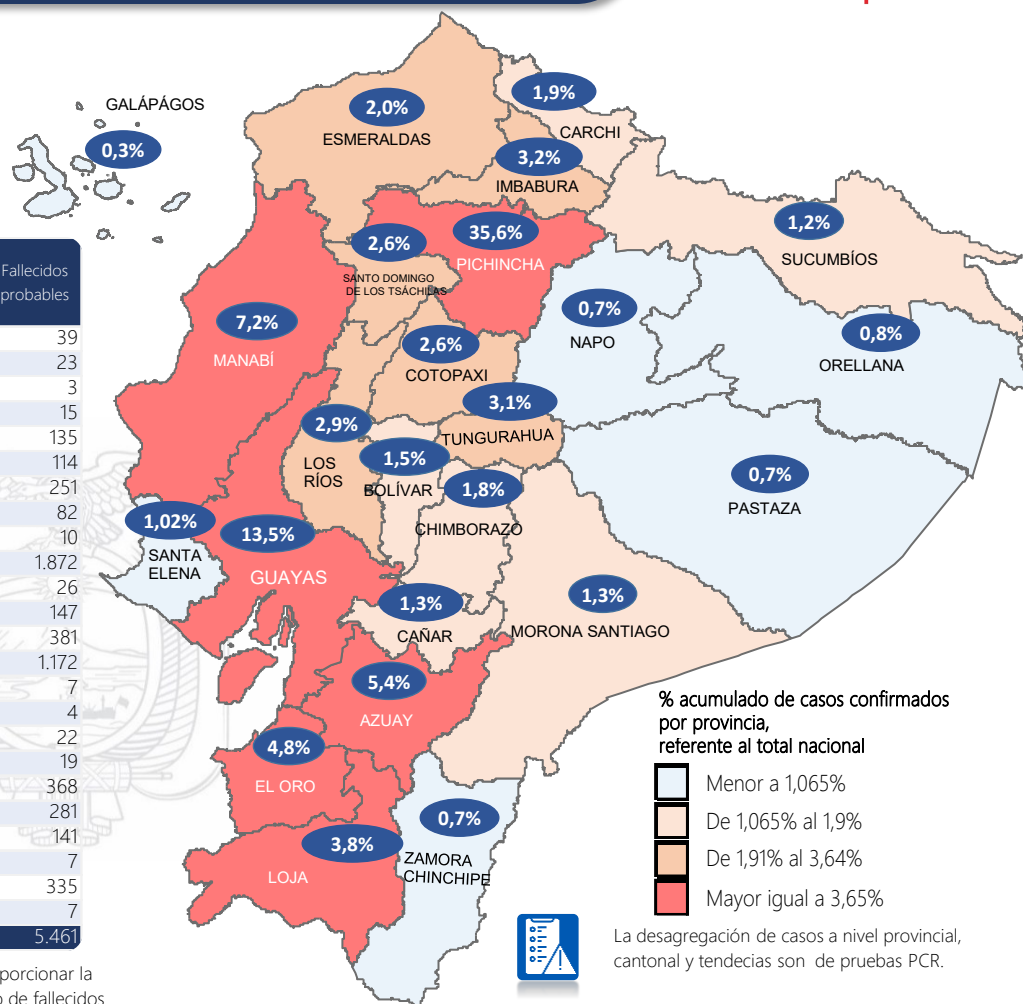 GALÁPÁGOS
0,3%
2,0%
ESMERALDAS
1,9%
CARCHI
3,2%
IMBABURA
1,2%
SUCUMBÍOS
2,6%
SANTO DOMINGO
DE LOS TSÁCHILAS
35,6%
PICHINCHA
7,2%
MANABÍ
0,7%
NAPO
0,8%
ORELLANA
2,6%
COTOPAXI
3,1%
TUNGURAHUA
2,9%
LOS
RÍOS
1,5%
BOLÍVAR
1,8%
CHIMBORAZO
0,7%
PASTAZA
1,02%
SANTA
ELENA
13,5%
GUAYAS
1,3%
CAÑAR
1,3%
MORONA SANTIAGO
5,4%
AZUAY
4,8%
EL ORO
3,8%
LOJA
0,7%
ZAMORA
CHINCHIPE
Fallecidos
probables
39
23
3
15
135
114
251
82
10
1.872
26
147
381
1.172
7
4
22
19
368
281
141
7
335
7
5.461
porcionar la
o de fallecidos
% acumulado de casos confirmados
por provincia,
referente al total nacional
Menor a 1,065%
De 1,065% al 1,9%
De 1,91% al 3,64%
Mayor igual a 3,65%
La desagregación de casos a nivel provincial,
cantonal y tendecias son de pruebas PCR.